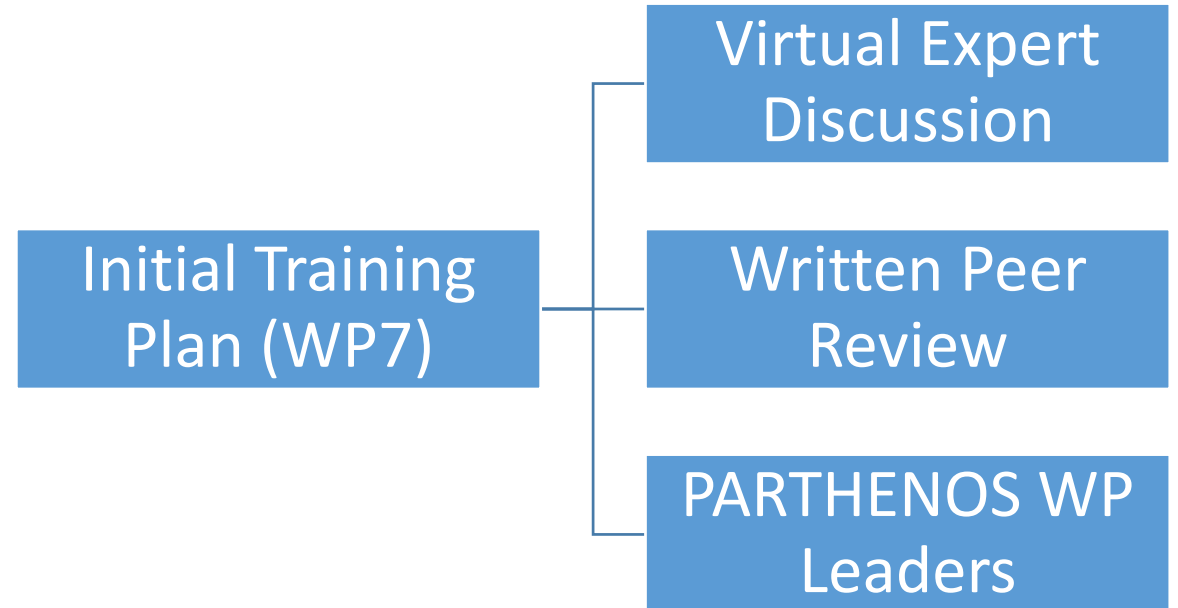 Initial Training
Plan (WP7)
Virtual Expert
Discussion
Written Peer
Review
PARTHENOS WP
Leaders